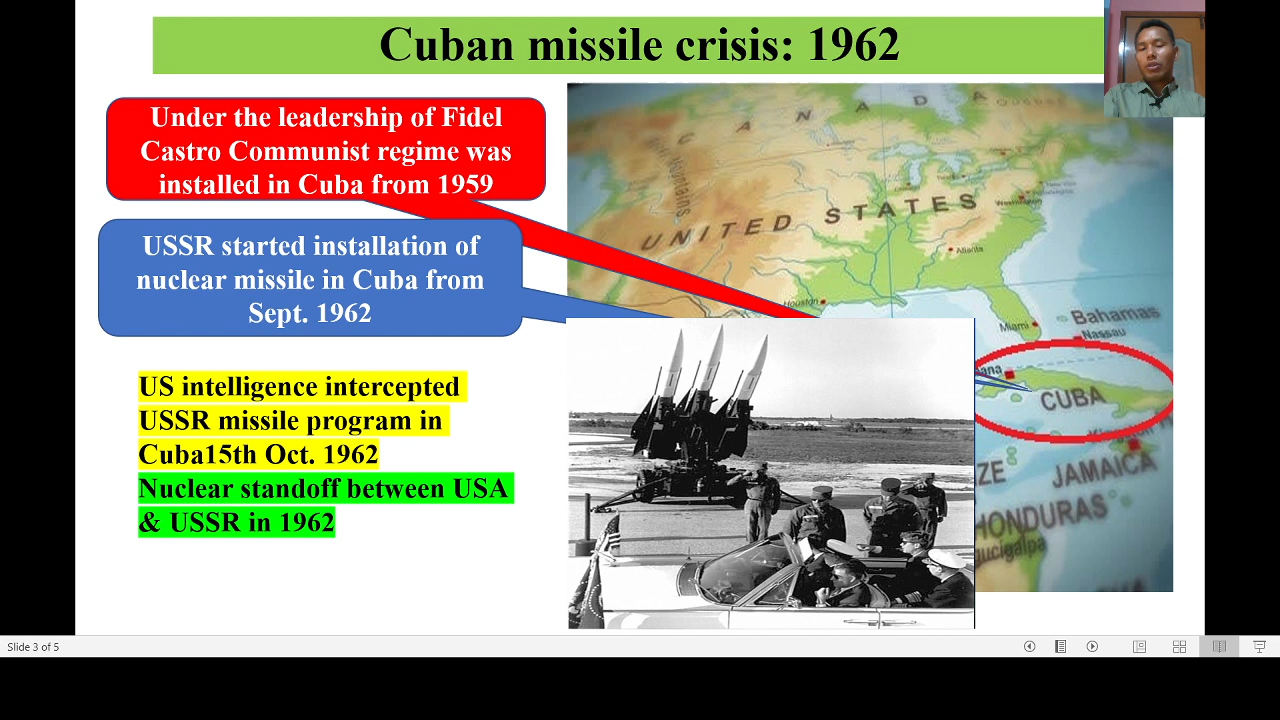 Cuban missile crisis: 1962
Under the leadership of Fidel
Castro Communist regime was
installed in Cuba from 1959
USSR started installation of
nuclear missile in Cuba from
Sept. 1962
US intelligence intercepted
USSR missile program in
Cuba15th Oct. 1962
Nuclear standoff between USA
& USSR in 1962
CANADA
UNITED STATES
Washington
Atlanta
Houston
Miami
Bahamas
Nassau
CUBA
JAMAICA
HONDURAS
Slide 3 of 5